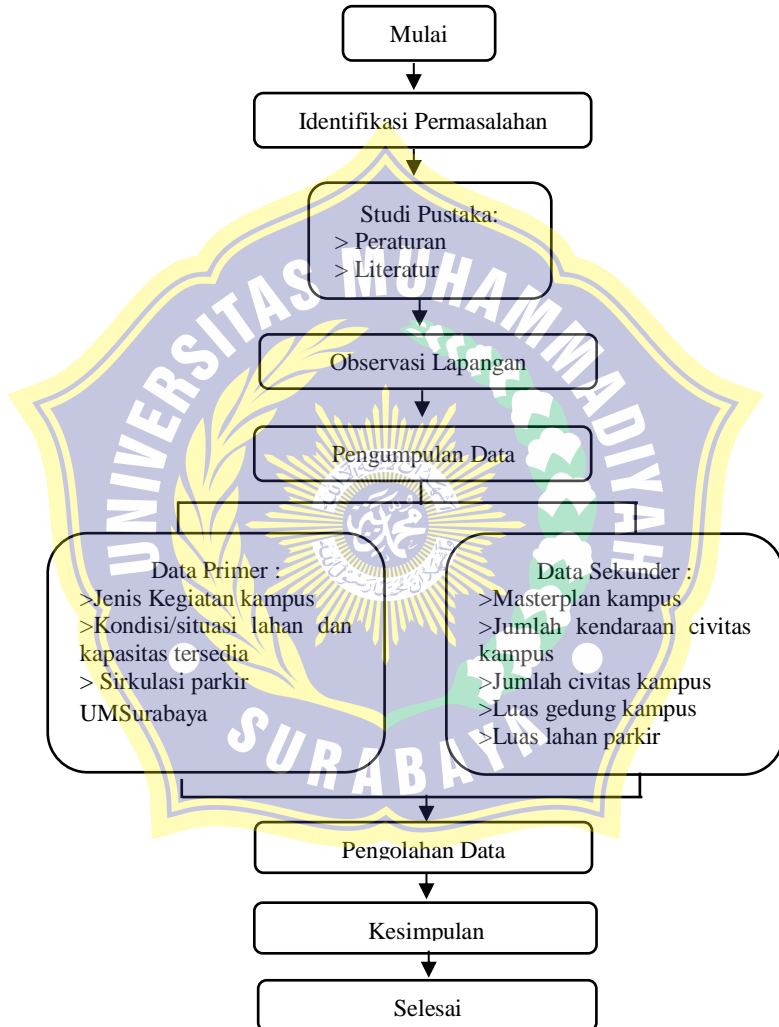 Mulai
Identifikasi Permasalahan
Studi Pustaka:
> Peraturan
> Literatur
Observasi Lapangan
Pengumpulan Data
Data Primer :
>Jenis Kegiatan kampus
>Kondisi/situasi lahan dan
kapasitas tersedia
> Sirkulasi parkir
UMSurabaya
Data Sekunder :
>Masterplan kampus
>Jumlah kendaraan civitas
kampus
>Jumlah civitas kampus
>Luas gedung kampus
>Luas lahan parkir
Pengolahan Data
Kesimpulan
Selesai
UNIVERSITAS MUHAMMADIYAH
SURABAYA